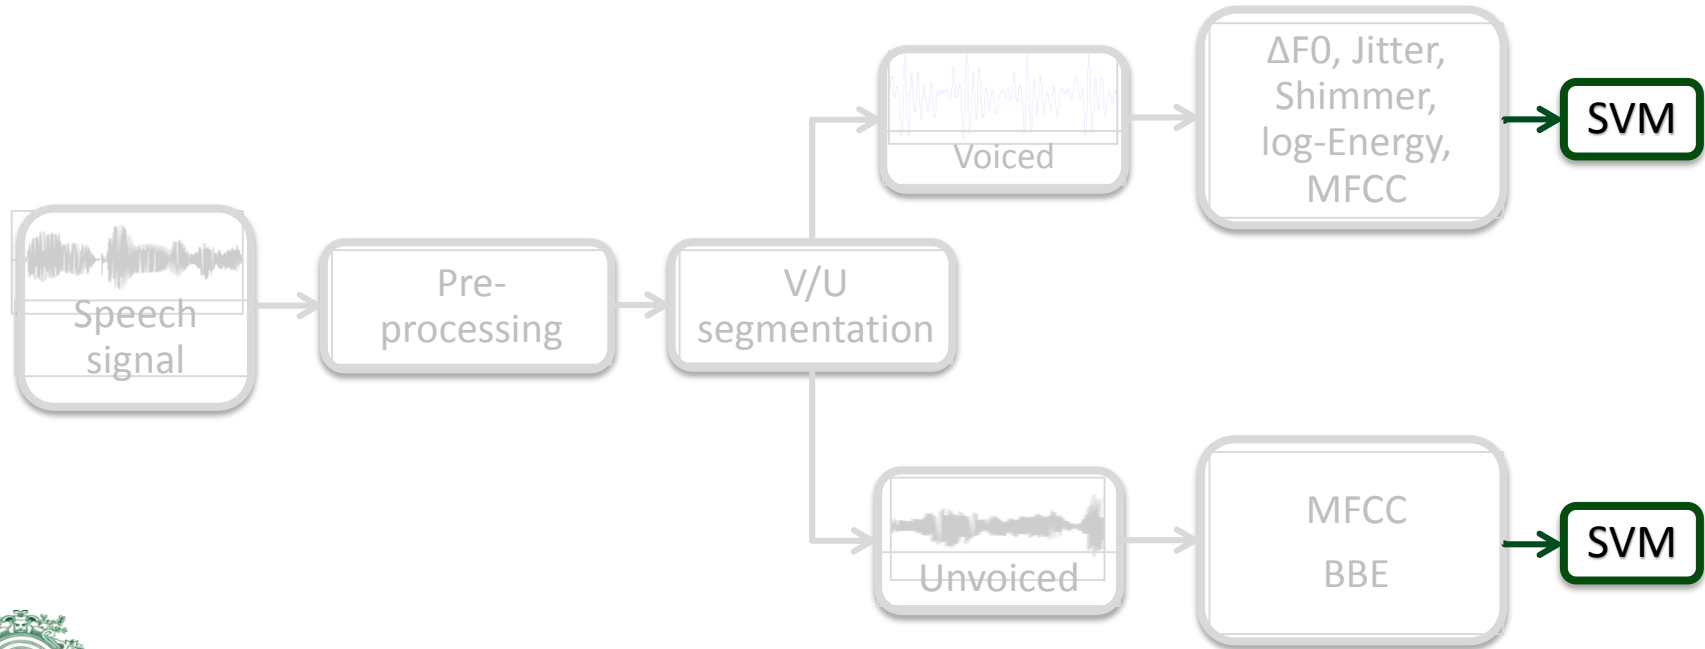 Speech
signal
Pre-
processing
V/U
segmentation
Voiced
ΔF0, Jitter,
Shimmer,
log-Energy,
MFCC
SVM
Unvoiced
MFCC
BBE
SVM